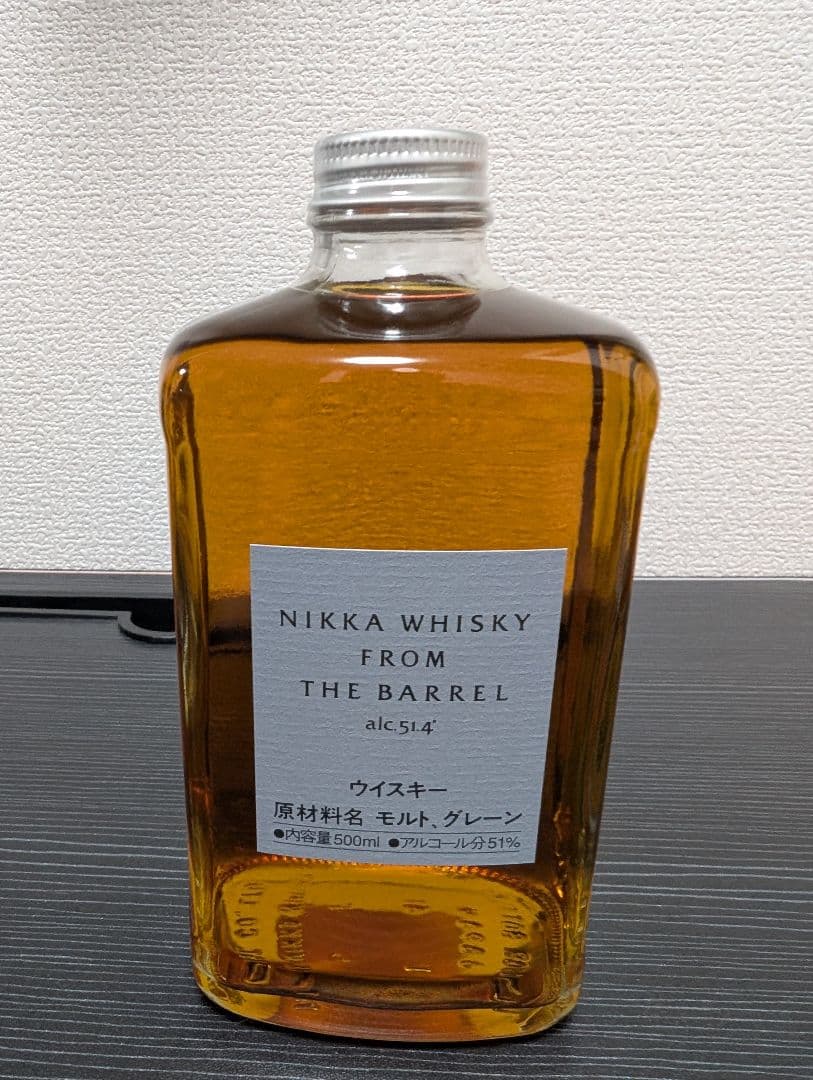 NIKKA WHISKY
FROM
THE BARREL
alc.51.4°
ウイスキー
原材料名 モルト、グレーン
●内容量500ml ●アルコール分51%